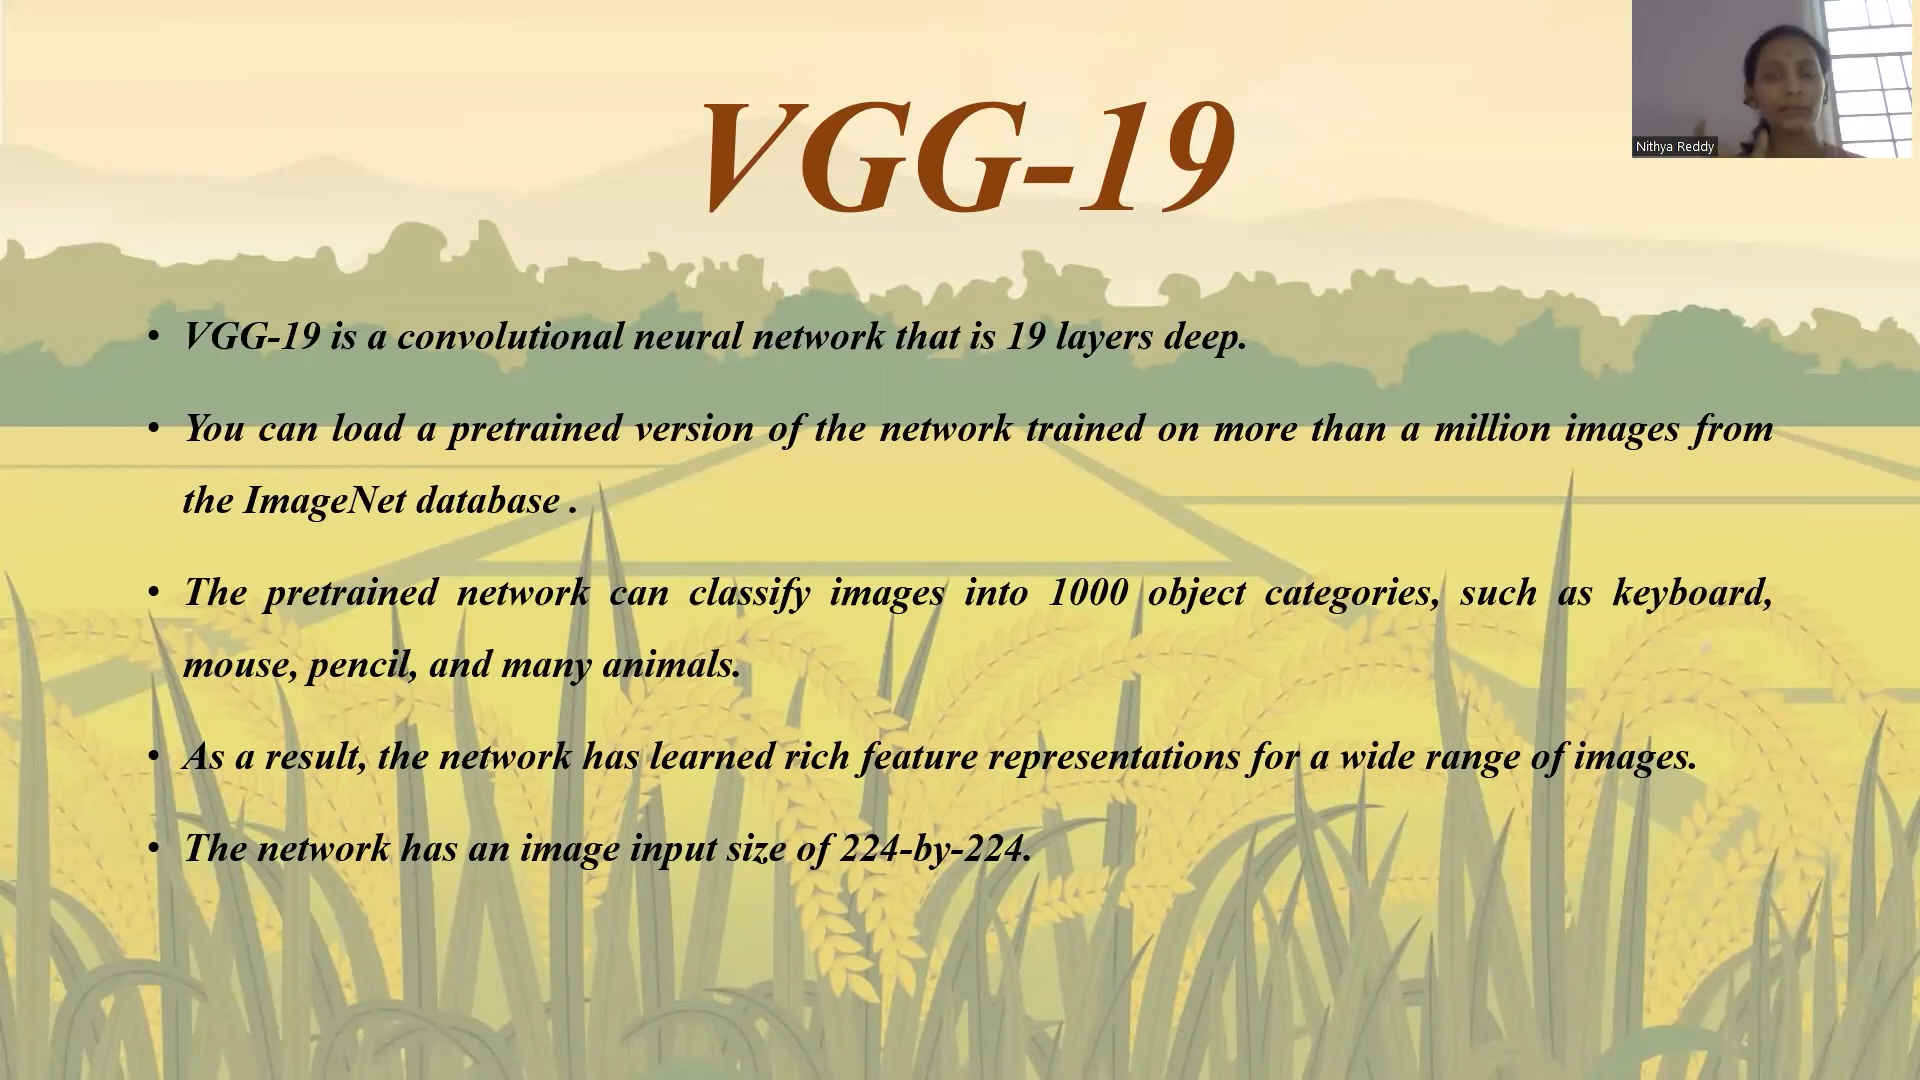 VGG-19
Nithya Reddy
• VGG-19 is a convolutional neural network that is 19 layers deep.
• You can load a pretrained version of the network trained on more than a million images from
the ImageNet database .
• The pretrained network can classify images into 1000 object categories, such as keyboard,
mouse, pencil, and many animals.
• As a result, the network has learned rich feature representations for a wide range of images.
• The network has an image input size of 224-by-224.